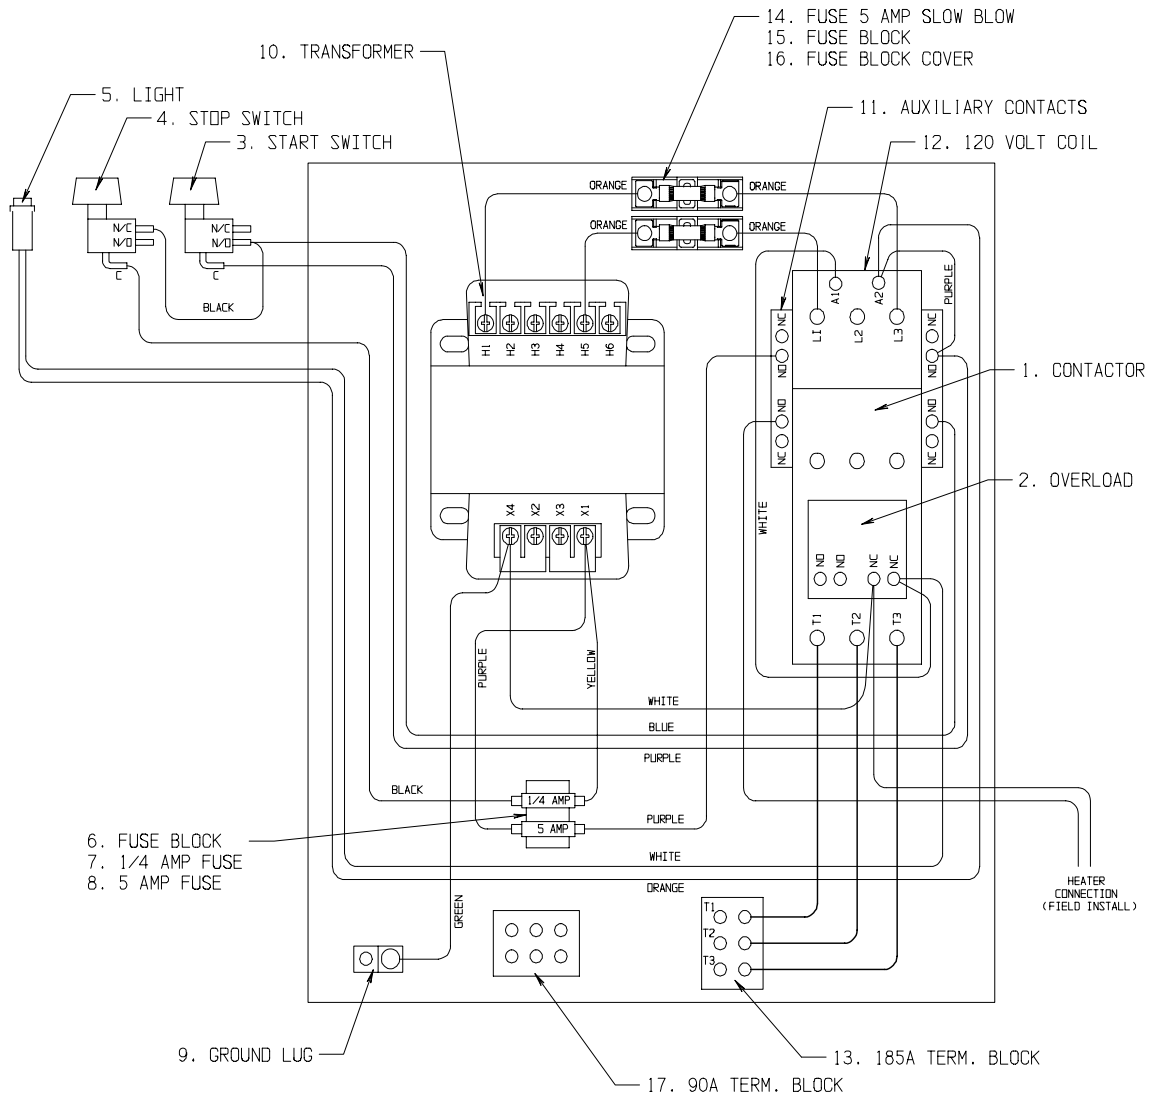 14. FUSE 5 AMP SLOW BLOW
15. FUSE BLOCK
16. FUSE BLOCK COVER
10. TRANSFORMER
5. LIGHT
4. STOP SWITCH
3. START SWITCH
11. AUXILIARY CONTACTS
12. 120 VOLT COIL
ORANGE
ORANGE
ORANGE
ORANGE
N/C
N/O
C
N/C
N/O
C
BLACK
PURPLE
A1
A2
NC
NO
L1
L2
L3
NC
NO
H1
H2
H3
H4
H5
H6
1. CONTACTOR
NO
NC
NO
NC
2. OVERLOAD
X4
X2
X3
X1
WHITE
NO
NO
NC
NC
T1
T2
T3
PURPLE
YELLOW
WHITE
BLUE
PURPLE
BLACK
1/4 AMP
5 AMP
PURPLE
6. FUSE BLOCK
7. 1/4 AMP FUSE
8. 5 AMP FUSE
WHITE
ORANGE
HEATER
CONNECTION
(FIELD INSTALL)
GREEN
T1
T2
T3
9. GROUND LUG
13. 185A TERM. BLOCK
17. 90A TERM. BLOCK